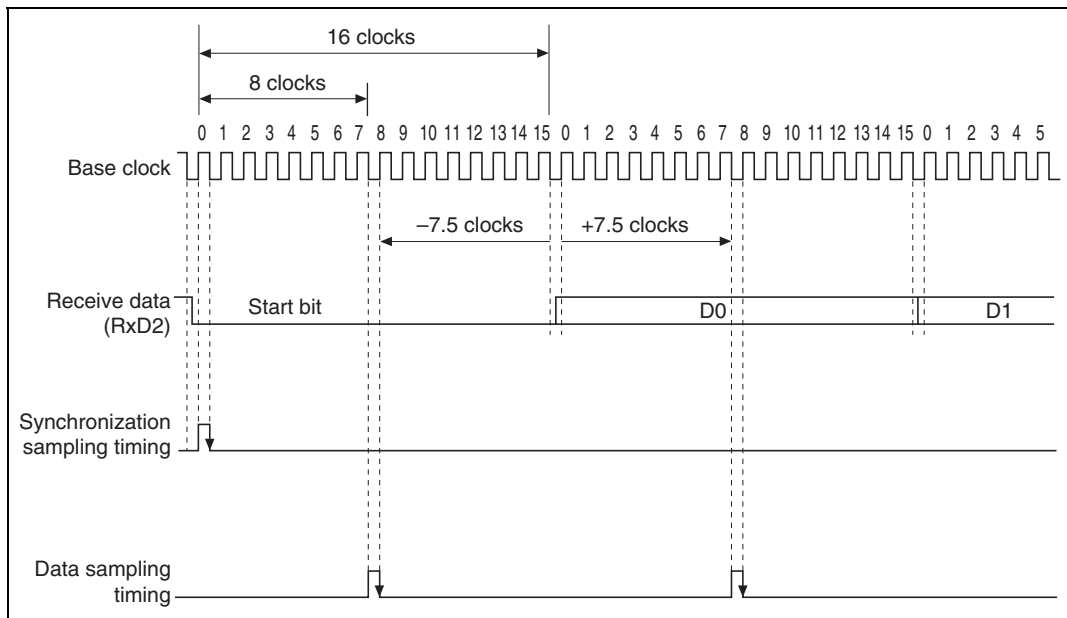 16 clocks
8 clocks
0 1 2 3 4 5 6 7 8 9 10 11 12 13 14 15 0 1 2 3 4 5 6 7 8 9 10 11 12 13 14 15 0 1 2 3 4 5
Base clock
–7.5 clocks +7.5 clocks
Receive data
(RxD2)
Start bit D0 D1
Synchronization
sampling timing
Data sampling
timing